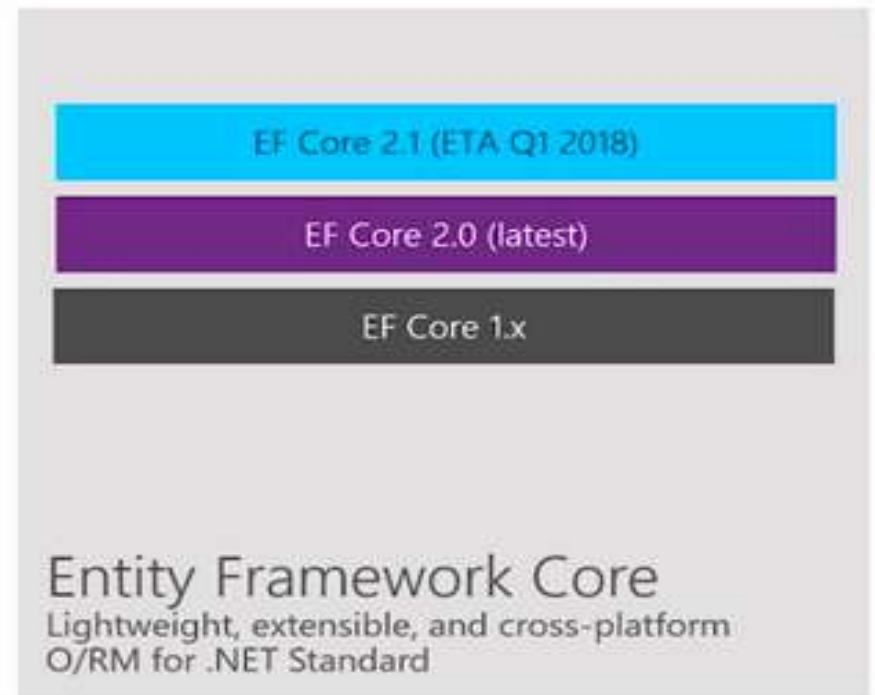 EF Core 2.1 (ETA Q1 2018)
EF Core 2.0 (latest)
EF Core 1.x
Entity Framework Core
Lightweight, extensible, and cross-platform
O/RM for .NET Standard